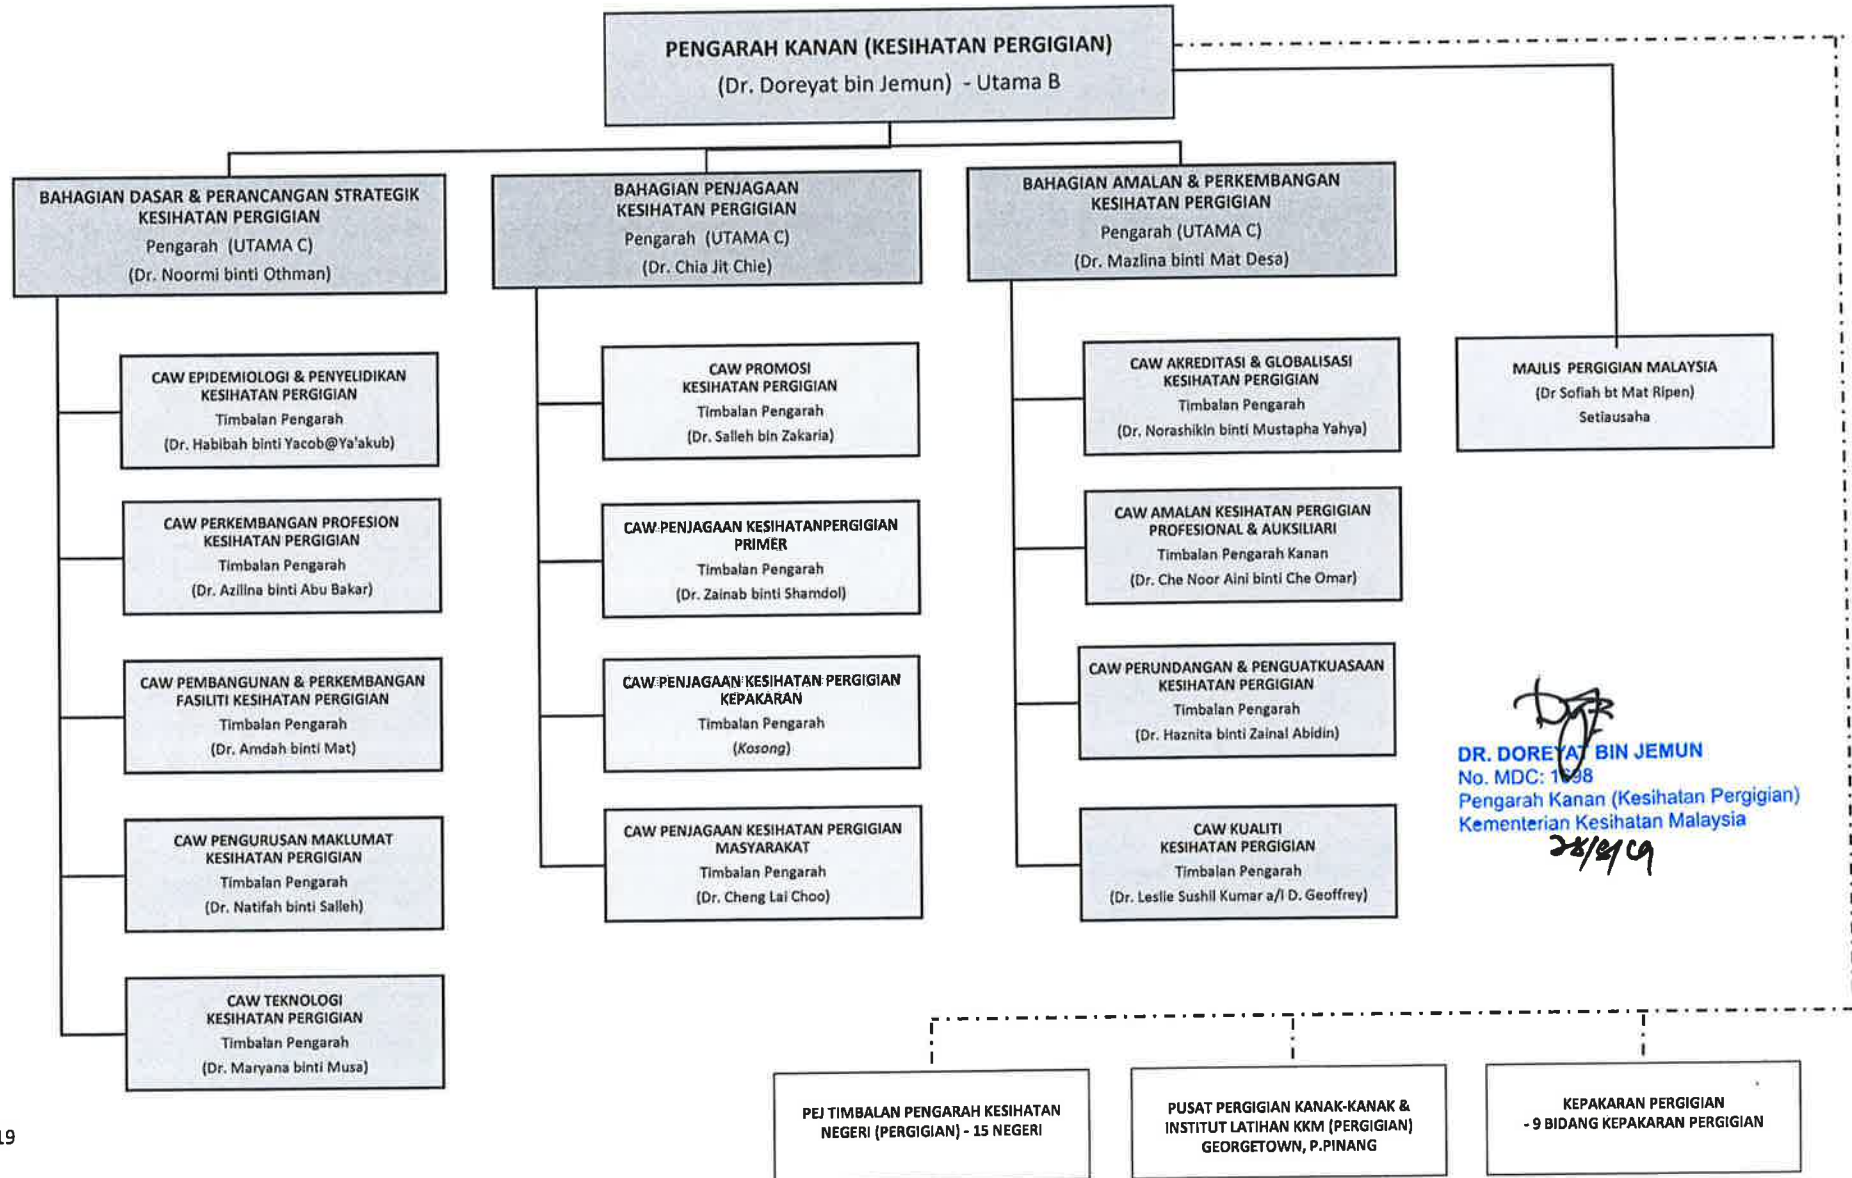 PENGARAH KANAN (KESIHATAN PERGIGIAN)
(Dr. Doreyat bin Jemun) - Utama B
BAHAGIAN DASAR & PERANCANGAN STRATEGIK
KESIHATAN PERGIGIAN
Pengarah (UTAMA C)
(Dr. Noormi binti Othman)
BAHAGIAN PENJAGAAN
KESIHATAN PERGIGIAN
Pengarah (UTAMA C)
(Dr. Chia Jit Chie)
BAHAGIAN AMALAN & PERKEMBANGAN
KESIHATAN PERGIGIAN
Pengarah (UTAMA C)
(Dr. Mazlina binti Mat Desa)
CAW EPIDEMIOLOGI & PENYELIDIKAN
KESIHATAN PERGIGIAN
Timbalan Pengarah
(Dr. Habibah binti Yacob@Ya'akub)
CAW PERKEMBANGAN PROFESION
KESIHATAN PERGIGIAN
Timbalan Pengarah
(Dr. Azilina binti Abu Bakar)
CAW PEMBANGUNAN & PERKEMBANGAN
FASILITI KESIHATAN PERGIGIAN
Timbalan Pengarah
(Dr. Amdah binti Mat)
CAW PENGURUSAN MAKLUMAT
KESIHATAN PERGIGIAN
Timbalan Pengarah
(Dr. Natifah binti Salleh)
CAW TEKNOLOGI
KESIHATAN PERGIGIAN
Timbalan Pengarah
(Dr. Maryana binti Musa)
CAW PROMOSI
KESIHATAN PERGIGIAN
Timbalan Pengarah
(Dr. Salleh bin Zakaria)
CAW PENJAGAAN KESIHATANPERGIGIAN
PRIMER
Timbalan Pengarah
(Dr. Zainab binti Shamdol)
CAW PENJAGAAN KESIHATAN PERGIGIAN
KEPAKARAN
Timbalan Pengarah
(Kosong)
CAW PENJAGAAN KESIHATAN PERGIGIAN
MASYARAKAT
Timbalan Pengarah
(Dr. Cheng Lai Choo)
CAW AKREDITASI & GLOBALISASI
KESIHATAN PERGIGIAN
Timbalan Pengarah
(Dr. Norashikin binti Mustapha Yahya)
CAW AMALAN KESIHATAN PERGIGIAN
PROFESIONAL & AUKSILIARI
Timbalan Pengarah Kanan
(Dr. Che Noor Aini binti Che Omar)
CAW PERUNDANGAN & PENGUATKUASAAN
KESIHATAN PERGIGIAN
Timbalan Pengarah
(Dr. Haznita binti Zainal Abidin)
CAW KUALITI
KESIHATAN PERGIGIAN
Timbalan Pengarah
(Dr. Leslie Sushil Kumar a/l D. Geoffrey)
MAJLIS PERGIGIAN MALAYSIA
(Dr Sofiah bt Mat Ripen)
Setiausaha
DR. DOREYAT BIN JEMUN
No. MDC: 1698
Pengarah Kanan (Kesihatan Pergigian)
Kementerian Kesihatan Malaysia
PEJ TIMBALAN PENGARAH KESIHATAN
NEGERI (PERGIGIAN) - 15 NEGERI
PUSAT PERGIGIAN KANAK-KANAK &
INSTITUT LATIHAN KKM (PERGIGIAN)
GEORGETOWN, P.PINANG
KEPAKARAN PERGIGIAN
- 9 BIDANG KEPAKARAN PERGIGIAN
19